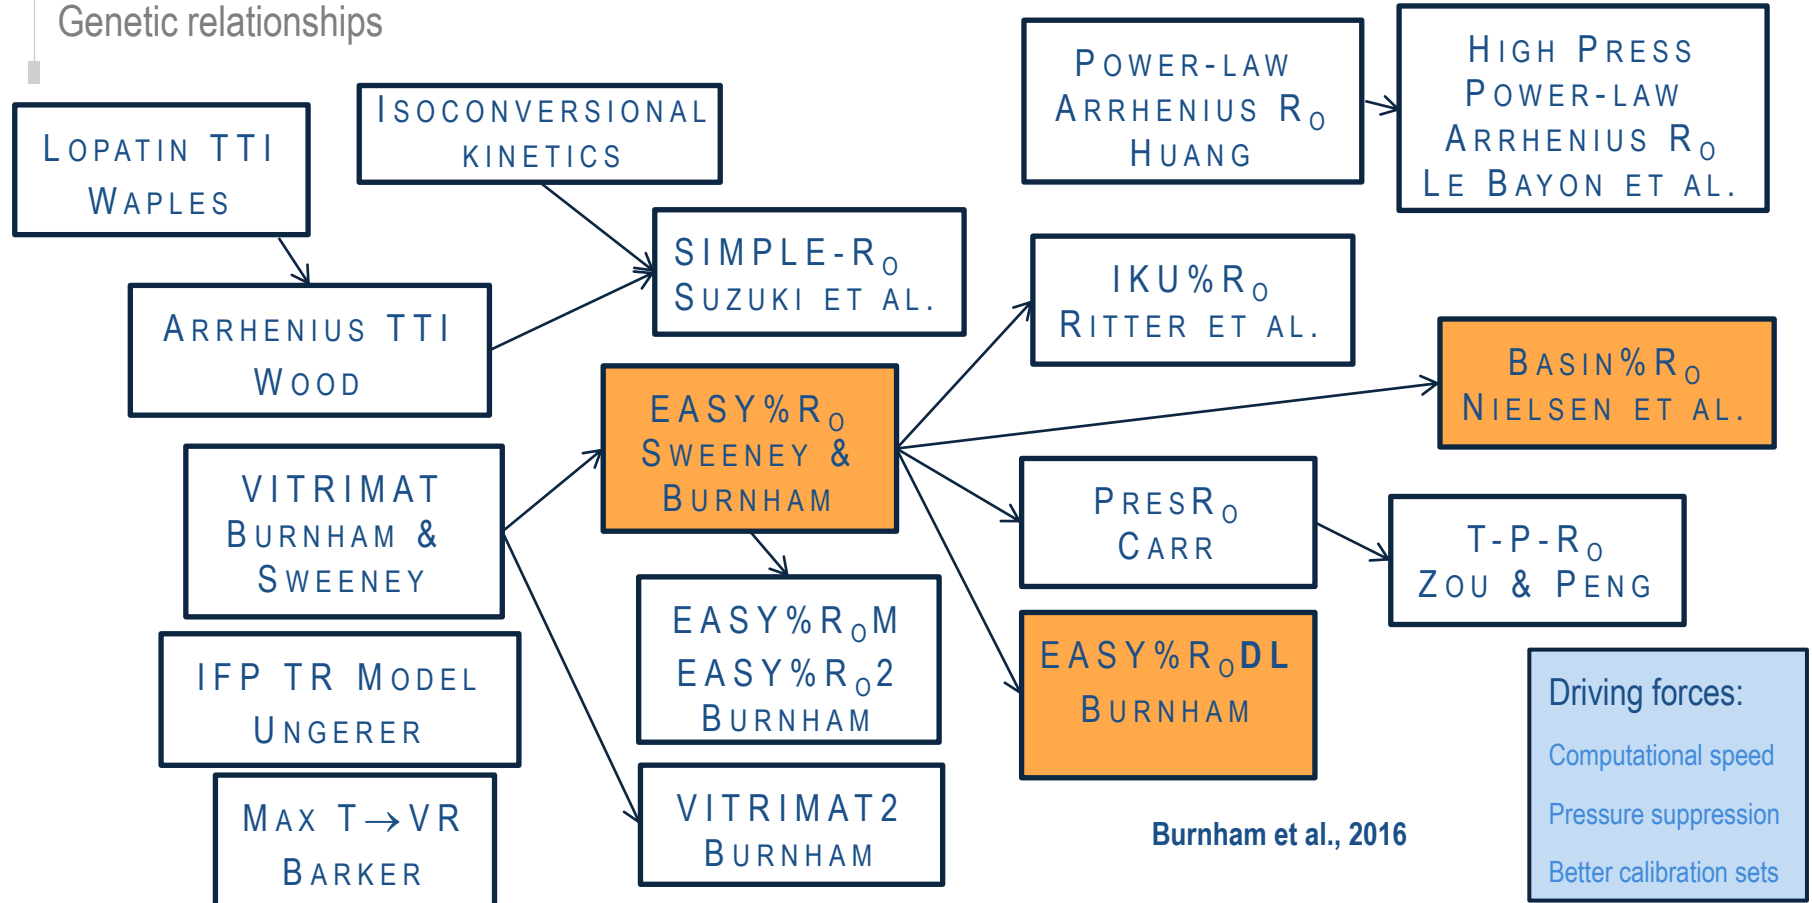 Genetic relationships
LOPATIN TTI
WAPLES
ISOCONVERSIONAL
KINETICS
POWER-LAW
ARRHENIUS RO
HUANG
HIGH PRESS
POWER-LAW
ARRHENIUS RO
LE BAYON ET AL.
ARRHENIUS TTI
WOOD
SIMPLE-RO
SUZUKI ET AL.
IKU%RO
RITTER ET AL.
BASIN%RO
NIELSEN ET AL.
EASY%RO
SWEENEY &
BURNHAM
VITRIMAT
BURNHAM &
SWEENEY
PRESRO
CARR
T-P-RO
ZOU & PENG
EASY%ROM
EASY%RO2
BURNHAM
EASY%RODL
BURNHAM
IFP TR MODEL
UNGERER
MAX T→VR
BARKER
VITRIMAT2
BURNHAM
Burnham et al., 2016
Driving forces:
Computational speed
Pressure suppression
Better calibration sets